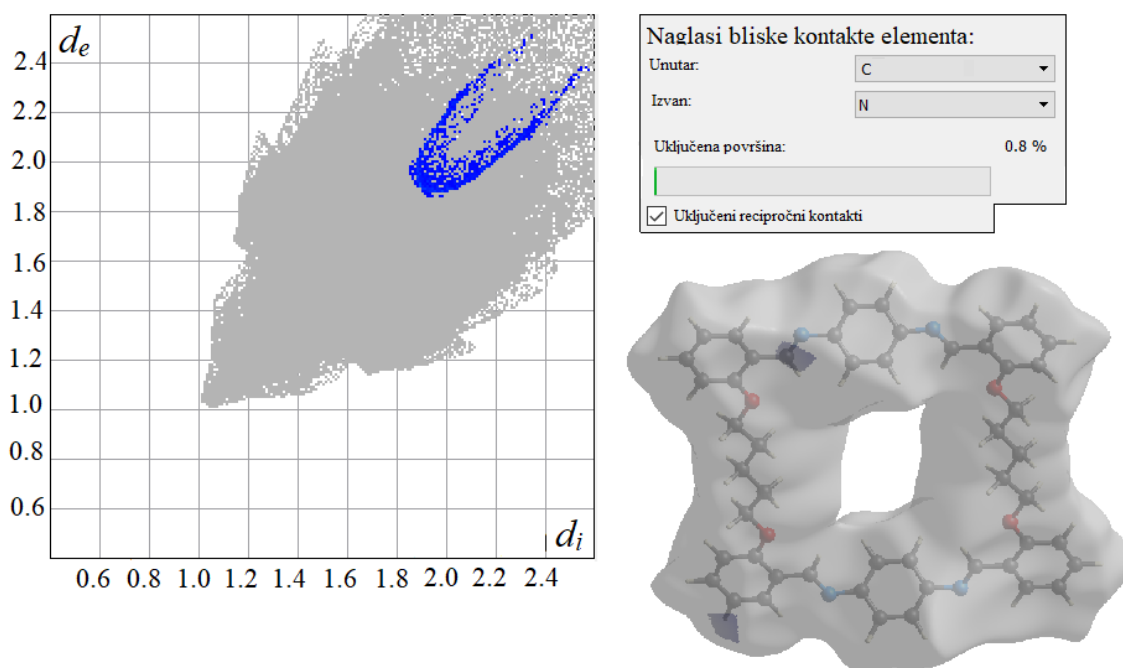 d_e
2.4
2.2
2.0
1.8
1.6
1.4
1.2
1.0
0.8
0.6
d_i
0.6 0.8 1.0 1.2 1.4 1.6 1.8 2.0 2.2 2.4
Naglasi bliske kontakte elementa:
Unutar: C
Izvan: N
Uključena površina: 0.8 %
Uključeni recipročni kontakti